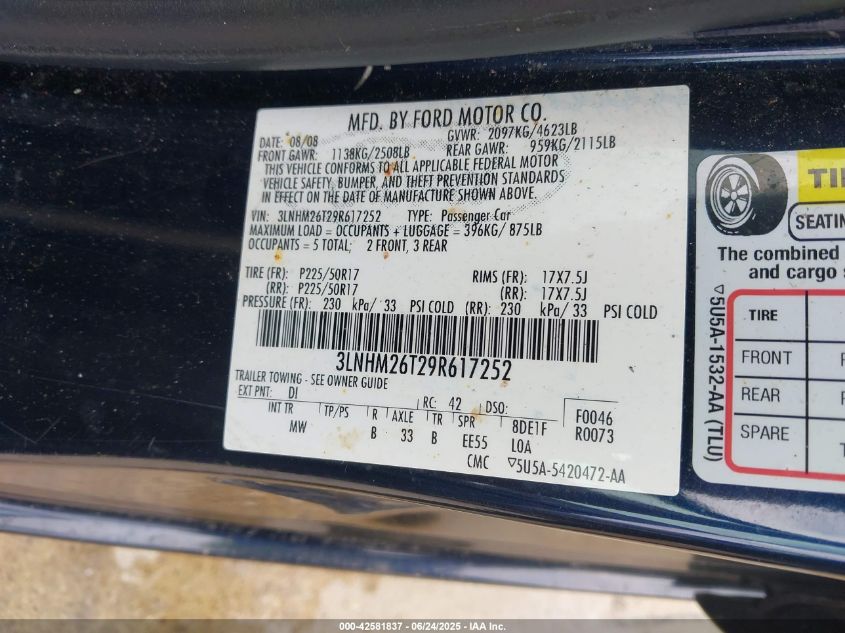 MFD. BY FORD MOTOR CO.
DATE: 08/08 GVWR: 2097KG/4623LB
FRONT GAWR: 1138KG/2508LB REAR GAWR: 959KG/2115LB
THIS VEHICLE CONFORMS TO ALL APPLICABLE FEDERAL MOTOR
VEHICLE SAFETY, BUMPER, AND THEFT PREVENTION STANDARDS
IN EFFECT ON THE DATE OF MANUFACTURE SHOWN ABOVE.
VIN: 3LNHM26T29R617252 TYPE: Passenger Car
MAXIMUM LOAD = OCCUPANTS + LUGGAGE = 396KG/ 875LB
OCCUPANTS = 5 TOTAL; 2 FRONT, 3 REAR
TIRE (FR): P225/50R17 RIMS (FR): 17X7.5J
(RR): P225/50R17 (RR): 17X7.5J
PRESSURE (FR): 230 kPa/ 33 PSI COLD (RR): 230 kPa/ 33 PSI COLD
3LNHM26T29R617252
TRAILER TOWING - SEE OWNER GUIDE
EXT PNT: DI RC: 42 DSO:
INT TR TP/PS R AXLE TR SPR 8DE1F F0046
MW B 33 B EE55 LOA R0073
CMC ▽5U5A-5420472-AA
SEATING
The combined
and cargo
TIRE
FRONT
REAR
SPARE
▽5U5A-1532-AA (TLU)
000-42581837 - 06/24/2025 - IAA Inc.